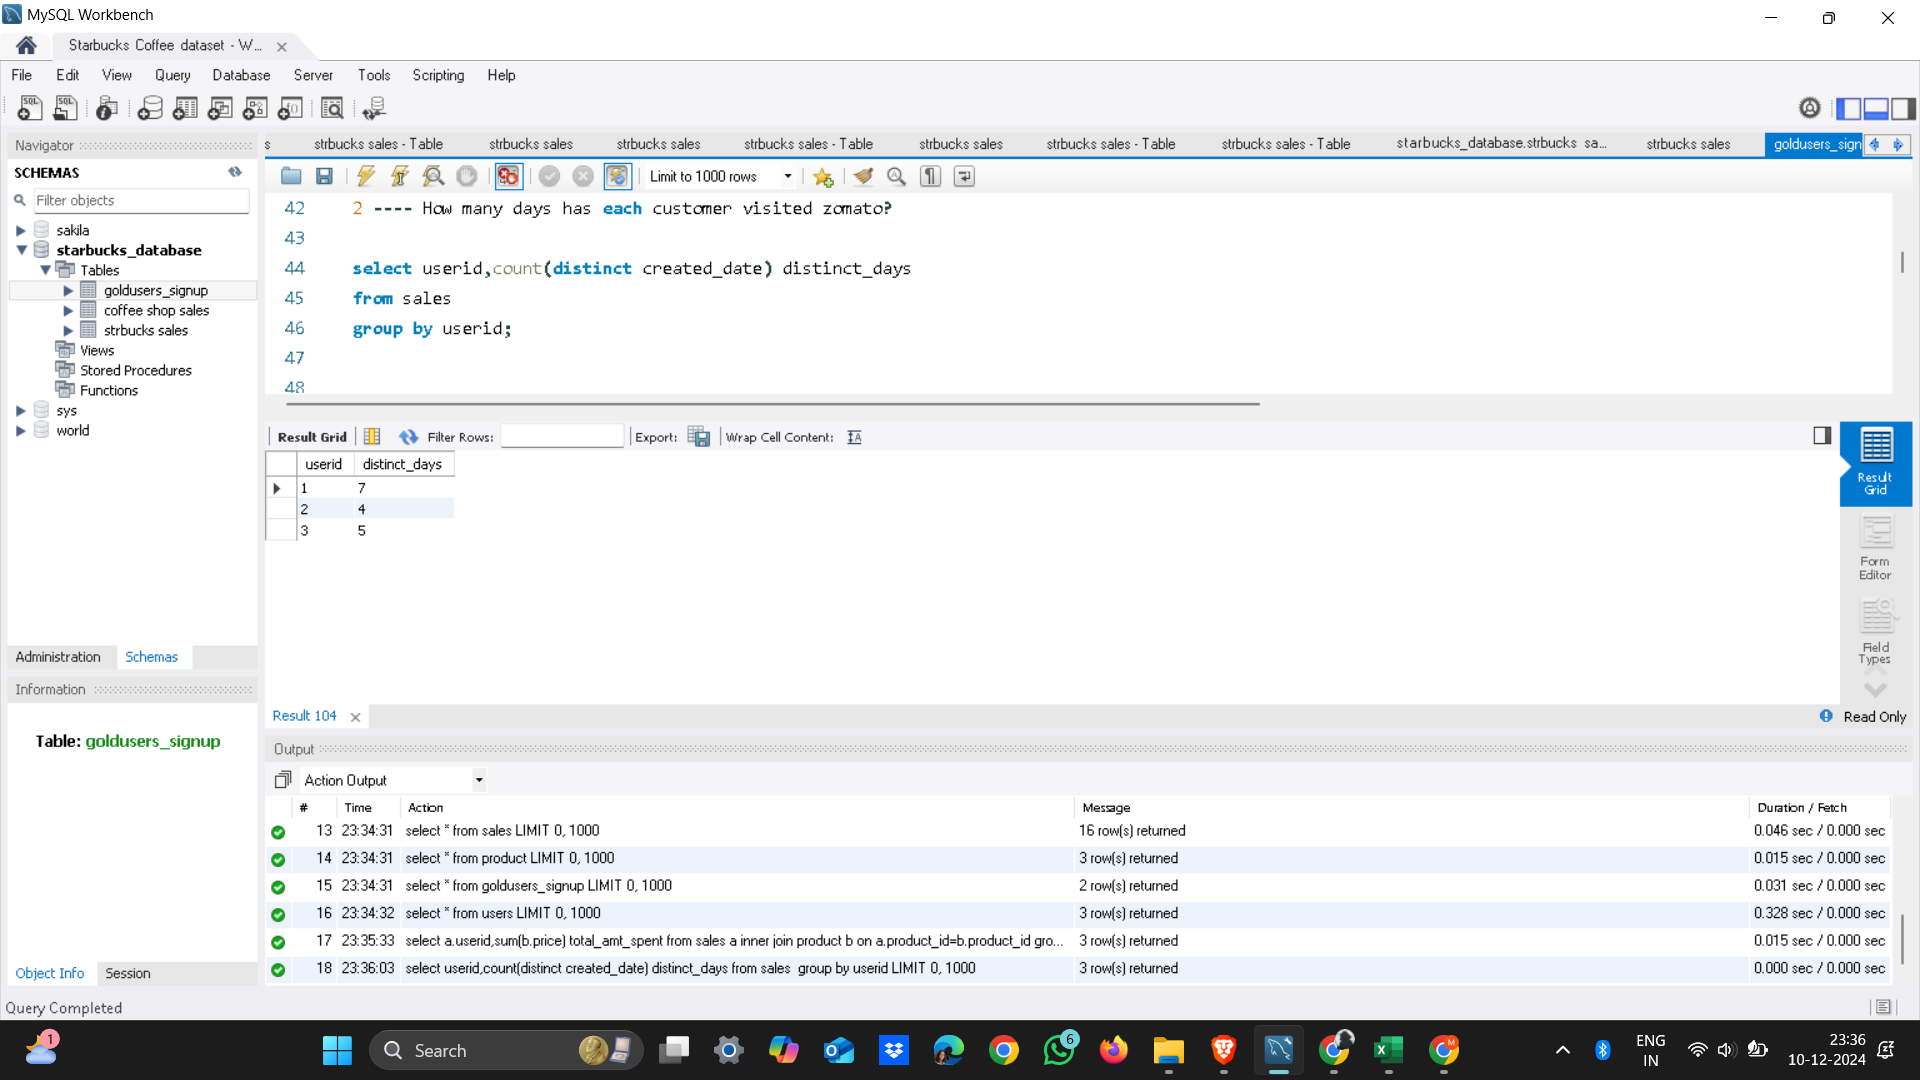 MySQL Workbench
Starbucks Coffee dataset - W...
File Edit View Query Database Server Tools Scripting Help
Navigator
s strbucks sales - Table strbucks sales strbucks sales strbucks sales - Table strbucks sales strbucks sales - Table strbucks sales - Table starbucks_database.strbucks sa... strbucks sales goldusers_sign
SCHEMAS
Filter objects
sakila
starbucks_database
Tables
goldusers_signup
coffee shop sales
strbucks sales
Views
Stored Procedures
Functions
sys
world
Administration Schemas
Information
Table: goldusers_signup
Object Info Session
Limit to 1000 rows
42 2 ---- How many days has each customer visited zomato?
43
44 select userid,count(distinct created_date) distinct_days
45 from sales
46 group by userid;
47
48
Result Grid Filter Rows: Export: Wrap Cell Content:
userid distinct_days
1 7
2 4
3 5
Result Grid
Form Editor
Field Types
Result 104
Read Only
Output
Action Output
# Time Action Message Duration / Fetch
13 23:34:31 select * from sales LIMIT 0, 1000 16 row(s) returned 0.046 sec / 0.000 sec
14 23:34:31 select * from product LIMIT 0, 1000 3 row(s) returned 0.015 sec / 0.000 sec
15 23:34:31 select * from goldusers_signup LIMIT 0, 1000 2 row(s) returned 0.031 sec / 0.000 sec
16 23:34:32 select * from users LIMIT 0, 1000 3 row(s) returned 0.328 sec / 0.000 sec
17 23:35:33 select a.userid,sum(b.price) total_amt_spent from sales a inner join product b on a.product_id=b.product_id gro... 3 row(s) returned 0.015 sec / 0.000 sec
18 23:36:03 select userid,count(distinct created_date) distinct_days from sales group by userid LIMIT 0, 1000 3 row(s) returned 0.000 sec / 0.000 sec
Query Completed
1
Search
6
ENG
IN
23:36
10-12-2024